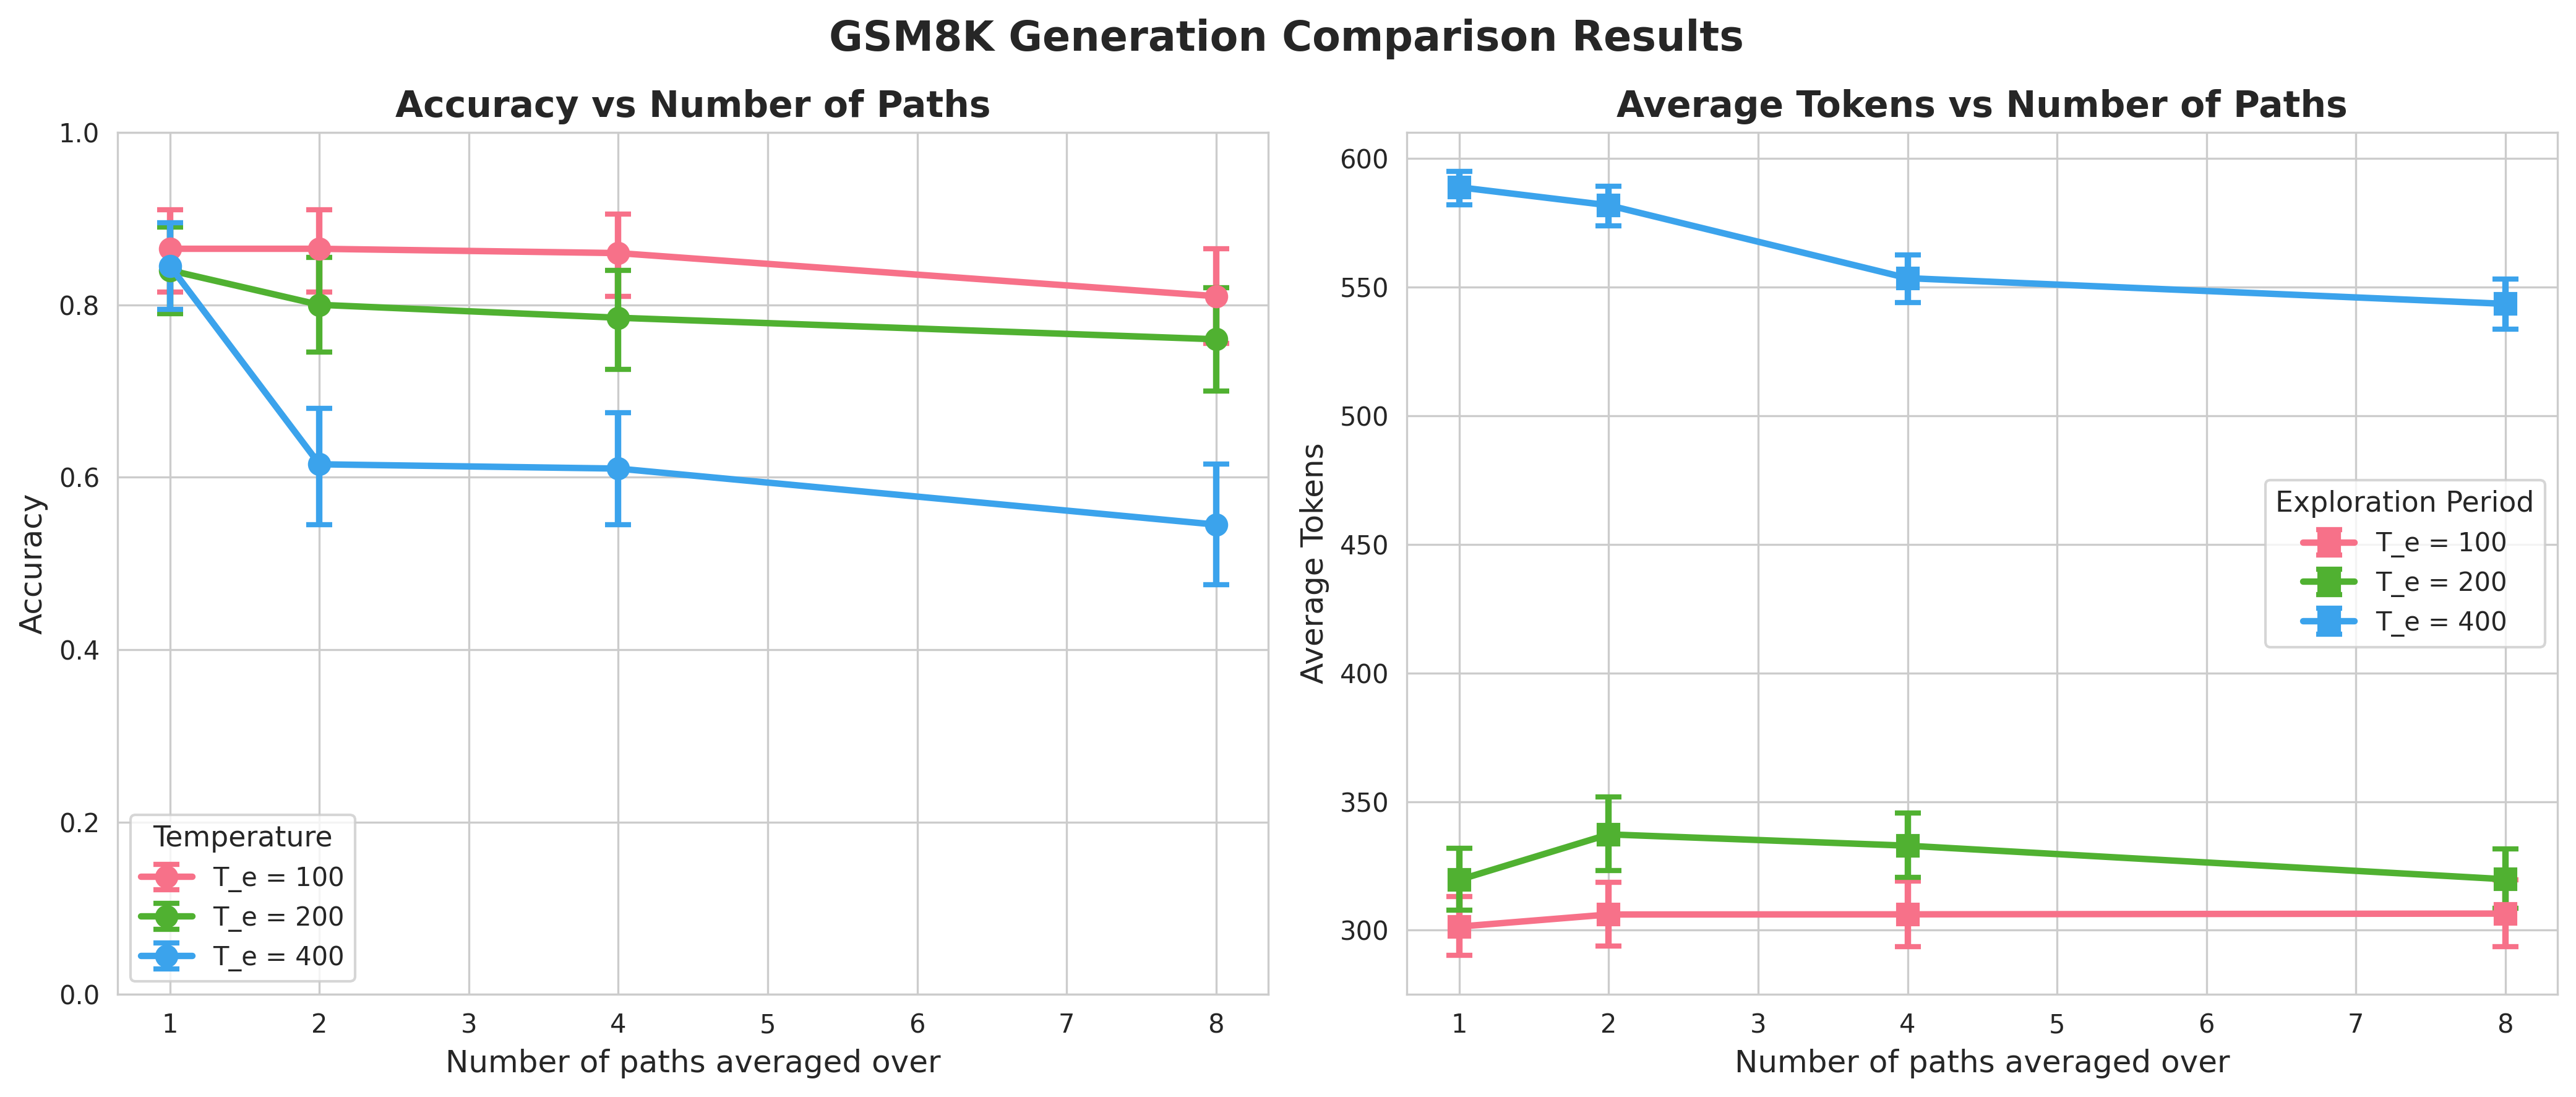 GSM8K Generation Comparison Results
Accuracy vs Number of Paths
1.0
0.8
0.6
0.4
0.2
0.0
Accuracy
Temperature
T_e = 100
T_e = 200
T_e = 400
1 2 3 4 5 6 7 8
Number of paths averaged over
Average Tokens vs Number of Paths
600
550
500
450
400
350
300
Average Tokens
Exploration Period
T_e = 100
T_e = 200
T_e = 400
1 2 3 4 5 6 7 8
Number of paths averaged over